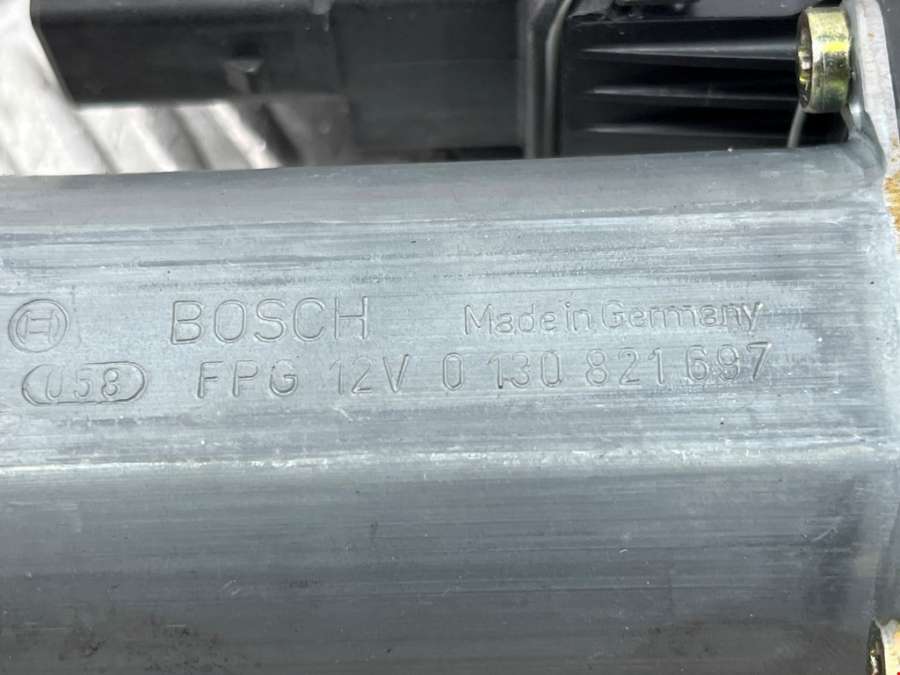 BOSCH Made in Germany
058 FPG 12V 0 130 821 697